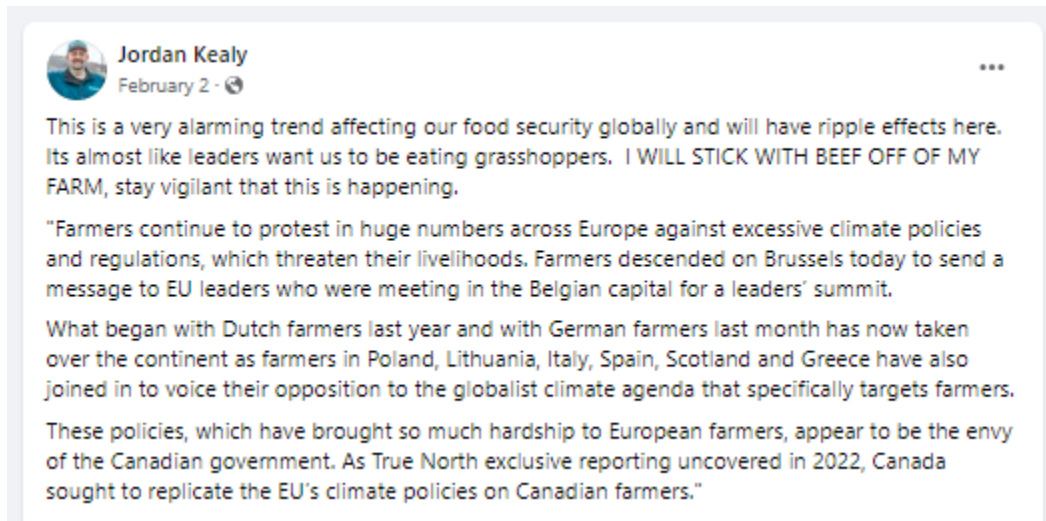 Jordan Kealy
February 2 ·
This is a very alarming trend affecting our food security globally and will have ripple effects here.
Its almost like leaders want us to be eating grasshoppers.  I WILL STICK WITH BEEF OFF OF MY
FARM, stay vigilant that this is happening.
"Farmers continue to protest in huge numbers across Europe against excessive climate policies
and regulations, which threaten their livelihoods. Farmers descended on Brussels today to send a
message to EU leaders who were meeting in the Belgian capital for a leaders’ summit.
What began with Dutch farmers last year and with German farmers last month has now taken
over the continent as farmers in Poland, Lithuania, Italy, Spain, Scotland and Greece have also
joined in to voice their opposition to the globalist climate agenda that specifically targets farmers.
These policies, which have brought so much hardship to European farmers, appear to be the envy
of the Canadian government. As True North exclusive reporting uncovered in 2022, Canada
sought to replicate the EU’s climate policies on Canadian farmers."